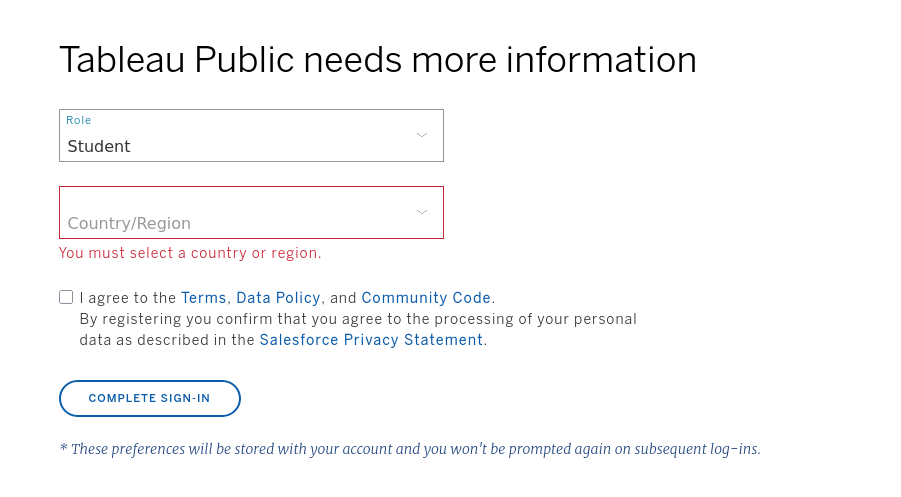 Tableau Public needs more information
Role
Student
Country/Region
You must select a country or region.
I agree to the Terms, Data Policy, and Community Code.
By registering you confirm that you agree to the processing of your personal
data as described in the Salesforce Privacy Statement.
COMPLETE SIGN-IN
* These preferences will be stored with your account and you won't be prompted again on subsequent log-ins.